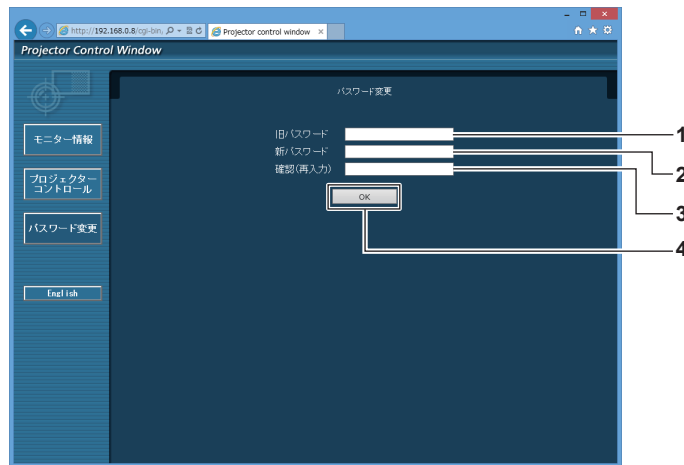 http://192.168.0.8/cgi-bin,
Projector control window
Projector Control Window
パスワード変更
旧パスワード
1
新パスワード
2
確認(再入力)
3
OK
4
モニター情報
プロジェクター
コントロール
パスワード変更
English